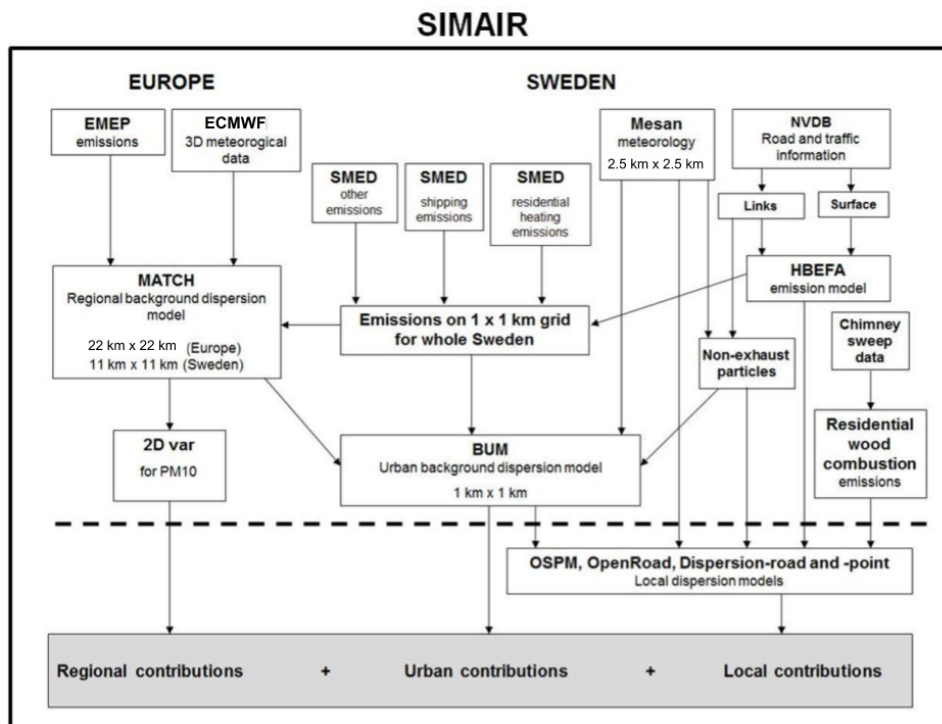 SIMAIR
EUROPE
SWEDEN
EMEP
emissions
ECMWF
3D meteorogical
data
Mesan
meteorology
2.5 km x 2.5 km
NVDB
Road and traffic
information
SMED
other
emissions
SMED
shipping
emissions
SMED
residential
heating
emissions
Links
Surface
MATCH
Regional background dispersion
model
22 km x 22 km (Europe)
11 km x 11 km (Sweden)
HBEFA
emission model
Emissions on 1 x 1 km grid
for whole Sweden
Chimney
sweep
data
Non-exhaust
particles
2D var
for PM10
BUM
Urban background dispersion model
1 km x 1 km
Residential
wood
combustion
emissions
OSPM, OpenRoad, Dispersion-road and -point
Local dispersion models
Regional contributions + Urban contributions + Local contributions